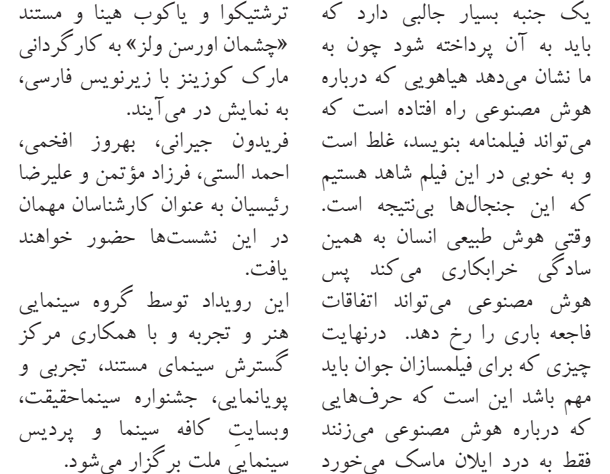 یک جنبه بسیار جالبی دارد که
باید به آن پرداخته شود چون به
ما نشان می‌دهد هیاهویی که درباره
هوش مصنوعی راه افتاده است که
می‌تواند فیلمنامه بنویسد، غلط است
و به خوبی در این فیلم شاهد هستیم
که این جنجال‌ها بی‌نتیجه است.
وقتی هوش طبیعی انسان به همین
سادگی خرابکاری می‌کند پس
هوش مصنوعی می‌تواند اتفاقات
فاجعه باری را رخ دهد. درنهایت
چیزی که برای فیلمسازان جوان باید
مهم باشد این است که حرف‌هایی
که درباره هوش مصنوعی می‌زنند
فقط به درد ایلان ماسک می‌خورد
ترشتیکوا و یاکوب هینا و مستند
«چشمان اورسن ولز» به کارگردانی
مارک کوزینز با زیرنویس فارسی،
به نمایش در می‌آیند.
فریدون جیرانی، بهروز افخمی،
احمد الستی، فرزاد مؤتمن و علیرضا
رئیسیان به عنوان کارشناسان مهمان
در این نشست‌ها حضور خواهند
یافت.
این رویداد توسط گروه سینمایی
هنر و تجربه و با همکاری مرکز
گسترش سینمای مستند، تجربی و
پویانمایی، جشنواره سینماحقیقت،
وبسایتِ کافه سینما و پردیس
سینمایی ملت برگزار می‌شود.